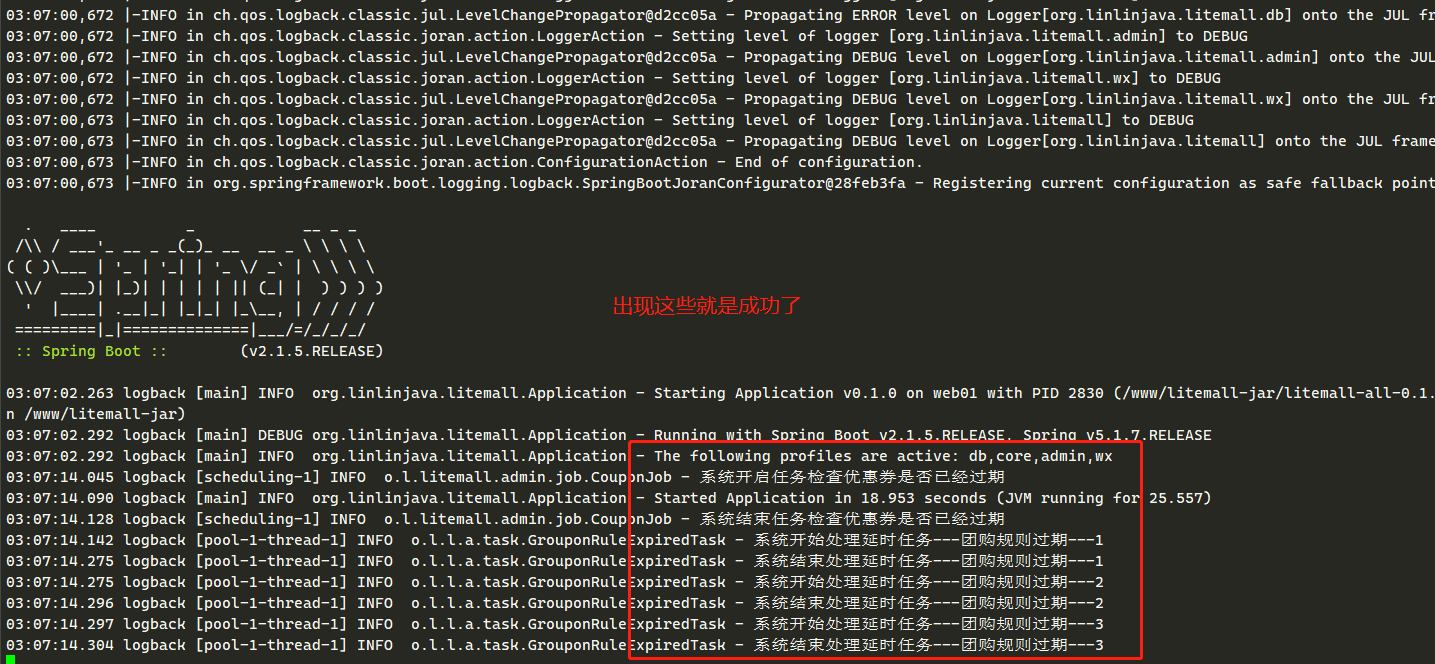 03:07:00,672 |-INFO in ch.qos.logback.classic.jul.LevelChangePropagator@d2cc05a - Propagating ERROR level on Logger[org.linlinjava.litemall.db] onto the JUL fr
03:07:00,672 |-INFO in ch.qos.logback.classic.joran.action.LoggerAction - Setting level of logger [org.linlinjava.litemall.admin] to DEBUG
03:07:00,672 |-INFO in ch.qos.logback.classic.jul.LevelChangePropagator@d2cc05a - Propagating DEBUG level on Logger[org.linlinjava.litemall.admin] onto the JUL
03:07:00,672 |-INFO in ch.qos.logback.classic.joran.action.LoggerAction - Setting level of logger [org.linlinjava.litemall.wx] to DEBUG
03:07:00,672 |-INFO in ch.qos.logback.classic.jul.LevelChangePropagator@d2cc05a - Propagating DEBUG level on Logger[org.linlinjava.litemall.wx] onto the JUL fr
03:07:00,673 |-INFO in ch.qos.logback.classic.joran.action.LoggerAction - Setting level of logger [org.linlinjava.litemall] to DEBUG
03:07:00,673 |-INFO in ch.qos.logback.classic.jul.LevelChangePropagator@d2cc05a - Propagating DEBUG level on Logger[org.linlinjava.litemall] onto the JUL frame
03:07:00,673 |-INFO in ch.qos.logback.classic.joran.action.ConfigurationAction - End of configuration.
03:07:00,673 |-INFO in org.springframework.boot.logging.logback.SpringBootJoranConfigurator@28feb3fa - Registering current configuration as safe fallback point
Spring
出现这些就是成功了
:: Spring Boot :: (v2.1.5.RELEASE)
03:07:02.263 logback [main] INFO org.linlinjava.litemall.Application - Starting Application v0.1.0 on web01 with PID 2830 (/www/litemall-jar/litemall-all-0.1.
n /www/litemall-jar)
03:07:02.292 logback [main] DEBUG org.linlinjava.litemall.Application - Running with Spring Boot v2.1.5.RELEASE, Spring v5.1.7.RELEASE
03:07:02.292 logback [main] INFO org.linlinjava.litemall.Application - The following profiles are active: db,core,admin,wx
03:07:14.045 logback [scheduling-1] INFO o.l.litemall.admin.job.CouponJob - 系统开启任务检查优惠券是否已经过期
03:07:14.090 logback [main] INFO org.linlinjava.litemall.Application - Started Application in 18.953 seconds (JVM running for 25.557)
03:07:14.128 logback [scheduling-1] INFO o.l.litemall.admin.job.CouponJob - 系统结束任务检查优惠券是否已经过期
03:07:14.142 logback [pool-1-thread-1] INFO o.l.l.a.task.GrouponRuleExpiredTask - 系统开始处理延时任务---团购规则过期---1
03:07:14.275 logback [pool-1-thread-1] INFO o.l.l.a.task.GrouponRuleExpiredTask - 系统结束处理延时任务---团购规则过期---1
03:07:14.275 logback [pool-1-thread-1] INFO o.l.l.a.task.GrouponRuleExpiredTask - 系统开始处理延时任务---团购规则过期---2
03:07:14.296 logback [pool-1-thread-1] INFO o.l.l.a.task.GrouponRuleExpiredTask - 系统结束处理延时任务---团购规则过期---2
03:07:14.297 logback [pool-1-thread-1] INFO o.l.l.a.task.GrouponRuleExpiredTask - 系统开始处理延时任务---团购规则过期---3
03:07:14.304 logback [pool-1-thread-1] INFO o.l.l.a.task.GrouponRuleExpiredTask - 系统结束处理延时任务---团购规则过期---3